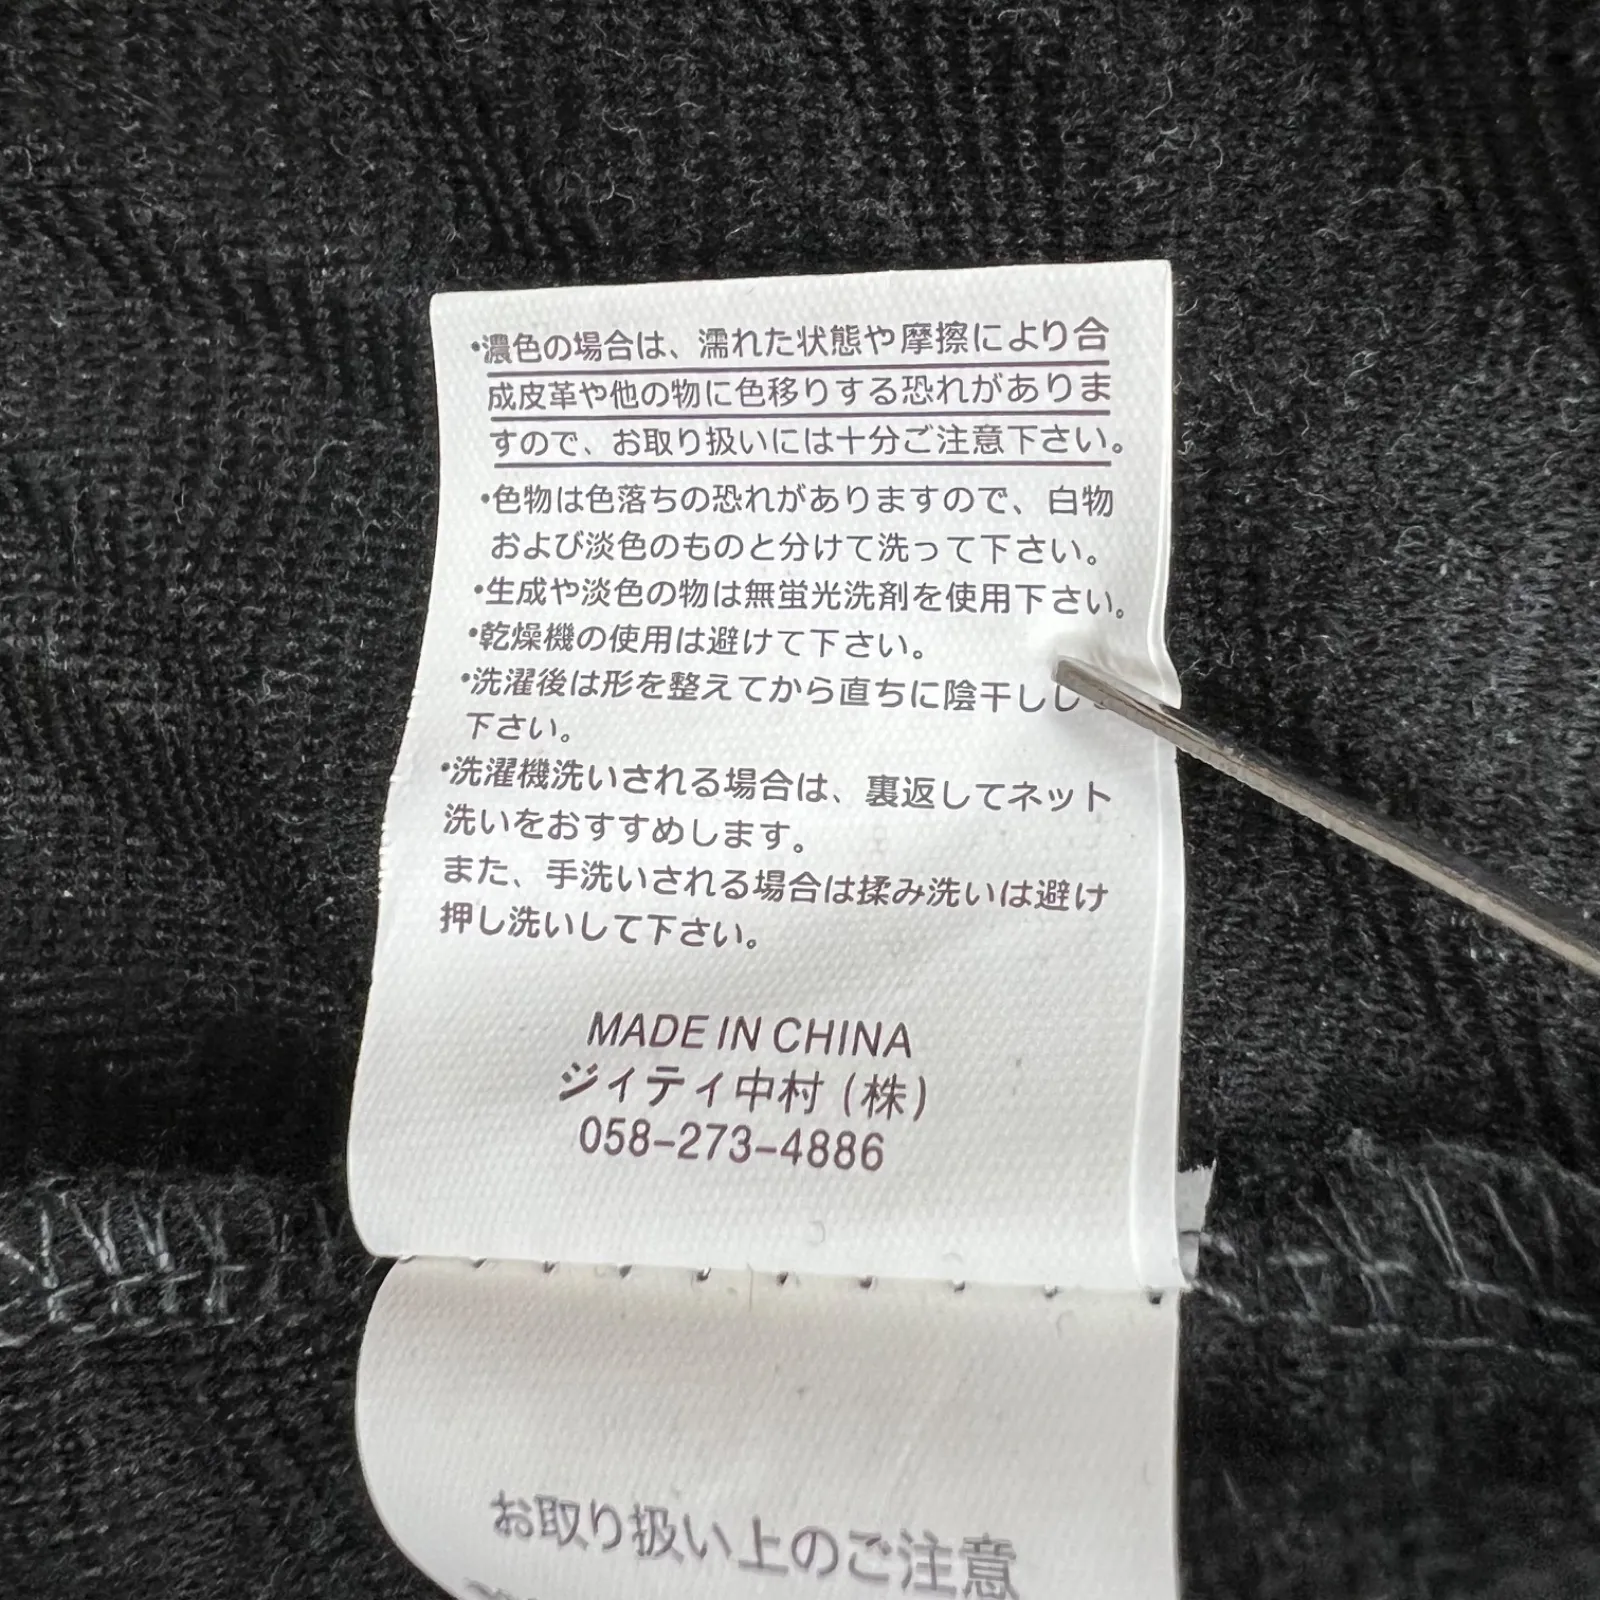 ・濃色の場合は、濡れた状態や摩擦により合
成皮革や他の物に色移りする恐れがありま
すので、お取り扱いには十分ご注意下さい。
・色物は色落ちの恐れがありますので、白物
および淡色のものと分けて洗って下さい。
・生成や淡色の物は無蛍光洗剤を使用下さい。
・乾燥機の使用は避けて下さい。
・洗濯後は形を整えてから直ちに陰干しし
下さい。
・洗濯機洗いされる場合は、裏返してネット
洗いをおすすめします。
また、手洗いされる場合は揉み洗いは避け
押し洗いして下さい。
MADE IN CHINA
ジィティ中村(株)
058-273-4886
お取り扱い上のご注意